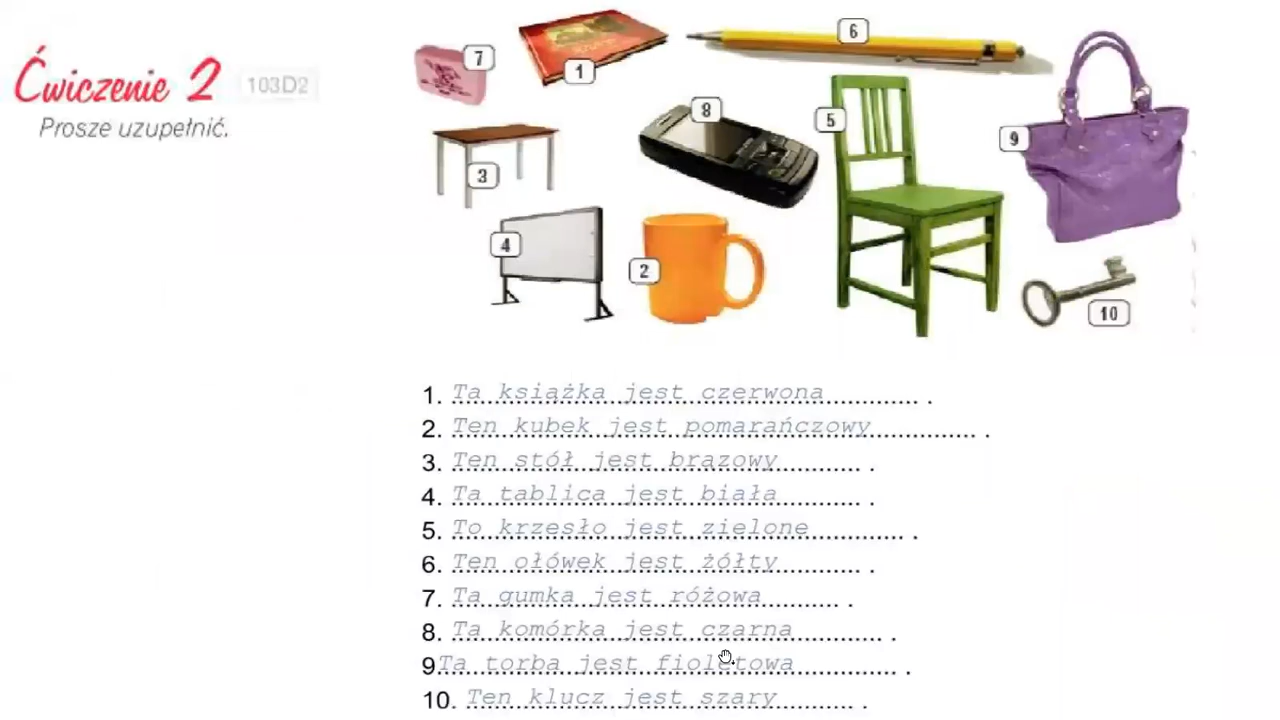 Ćwiczenie 2 103D2
Prosze uzupełnić.
7
1
6
8
5
9
3
4
2
10
1. Ta książka jest czerwona .
2. Ten kubek jest pomarańczowy .
3. Ten stół jest brazowy .
4. Ta tablica jest biała .
5. To krzesło jest zielone .
6. Ten ołówek jest żółty .
7. Ta gumka jest różowa .
8. Ta komórka jest czarna .
9 Ta torba jest fioletowa .
10. Ten klucz jest szary .